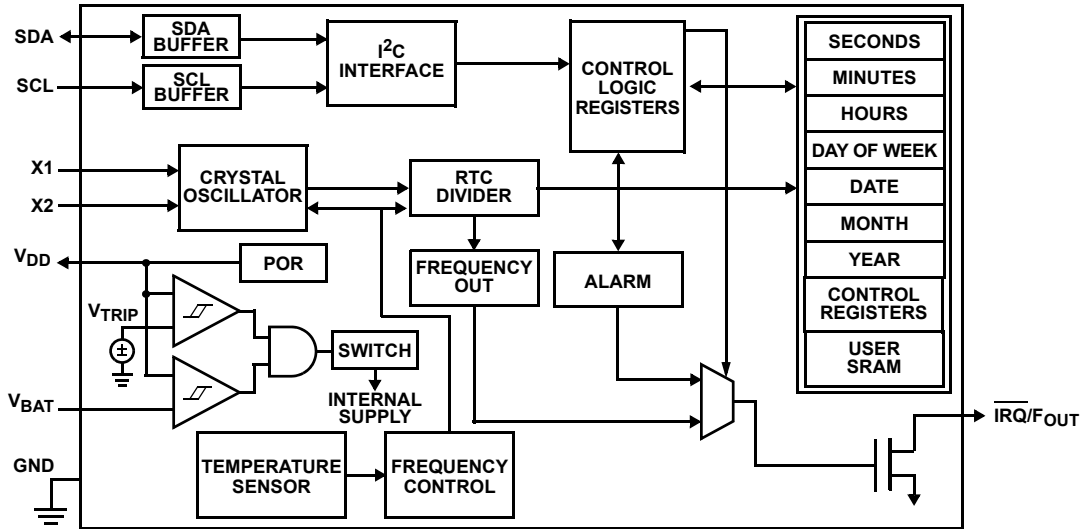 SDA
SDA
BUFFER
SCL
SCL
BUFFER
I²C
INTERFACE
CONTROL
LOGIC
REGISTERS
SECONDS
MINUTES
HOURS
DAY OF WEEK
DATE
MONTH
YEAR
CONTROL
REGISTERS
USER
SRAM
X1
X2
CRYSTAL
OSCILLATOR
RTC
DIVIDER
FREQUENCY
OUT
ALARM
VDD
POR
VTRIP
±
SWITCH
INTERNAL
SUPPLY
VBAT
GND
TEMPERATURE
SENSOR
FREQUENCY
CONTROL
I̅R̅Q̅/FOUT